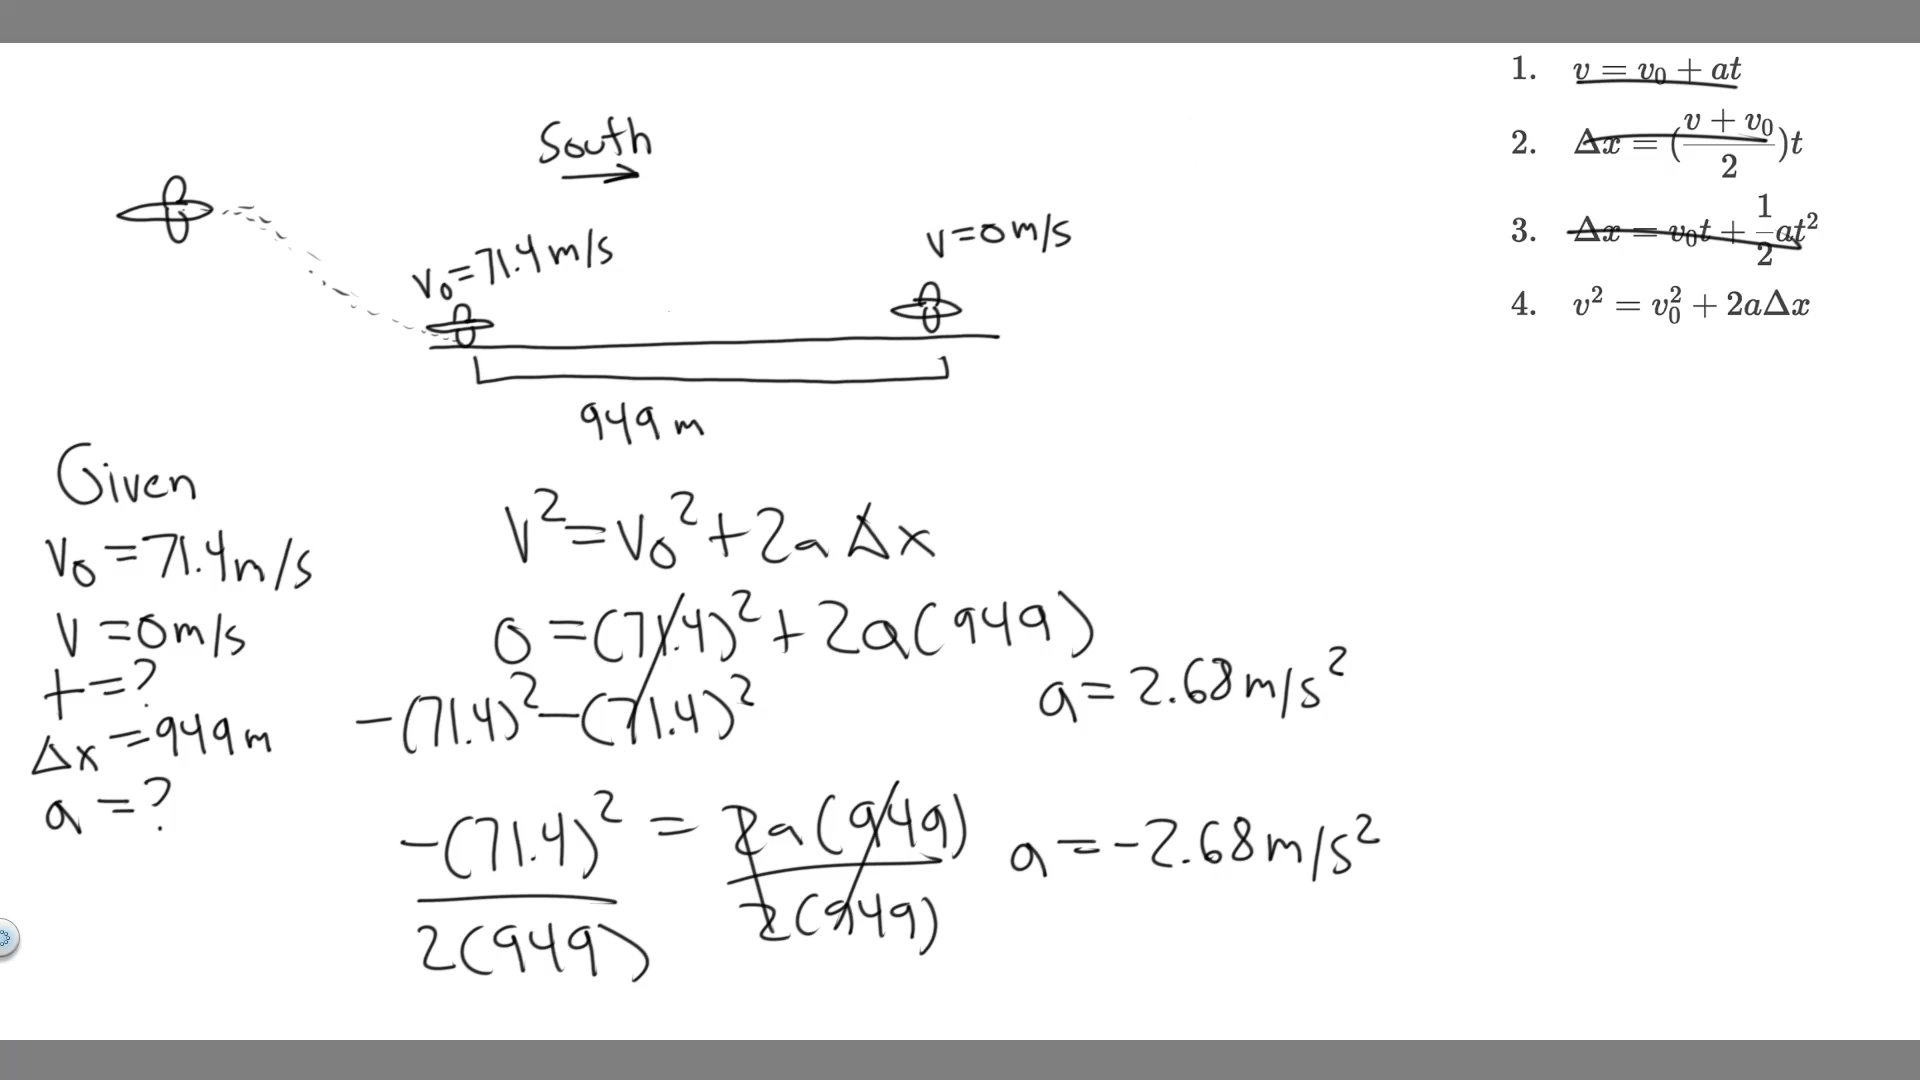 1. v = v₀ + at
2. Δx = ((v + v₀)/2)t
3. Δx = v₀t + (1/2)at²
4. v² = v₀² + 2aΔx
South
v₀=71.4m/s
v=0m/s
949m
Given
v₀=71.4m/s
v=0m/s
t=?
Δx=949m
a=?
v²=v₀²+2aΔx
0=(71.4)²+2a(949)
-(71.4)²-(71.4)²
a=2.68m/s²
-(71.4)²/2(949) = 2a(949)/2(949)
a=-2.68m/s²